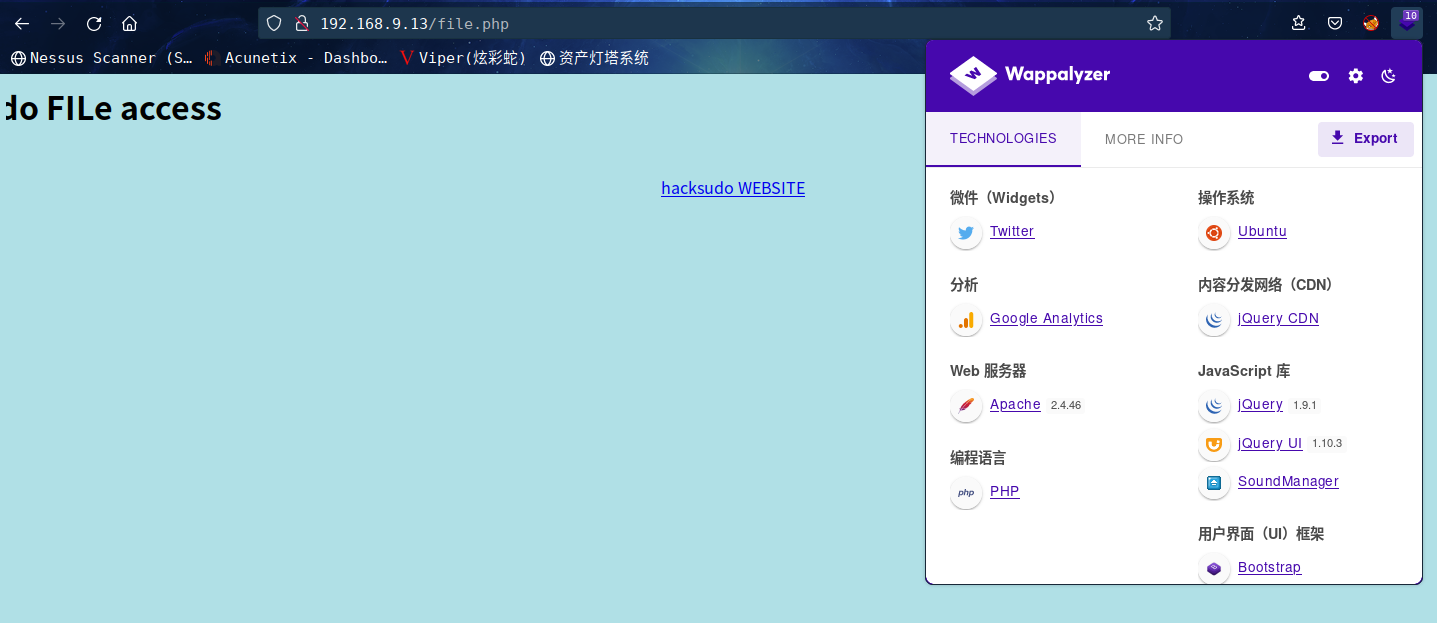 10
192.168.9.13/file.php
Nessus Scanner (S… Acunetix - Dashbo… Viper(炫彩蛇) 资产灯塔系统
Wappalyzer
do FILe access
hacksudo WEBSITE
TECHNOLOGIES MORE INFO Export
微件（Widgets）
Twitter
分析
Google Analytics
Web 服务器
Apache 2.4.46
编程语言
php PHP
操作系统
Ubuntu
内容分发网络（CDN）
jQuery CDN
JavaScript 库
jQuery 1.9.1
jQuery UI 1.10.3
SoundManager
用户界面（UI）框架
Bootstrap